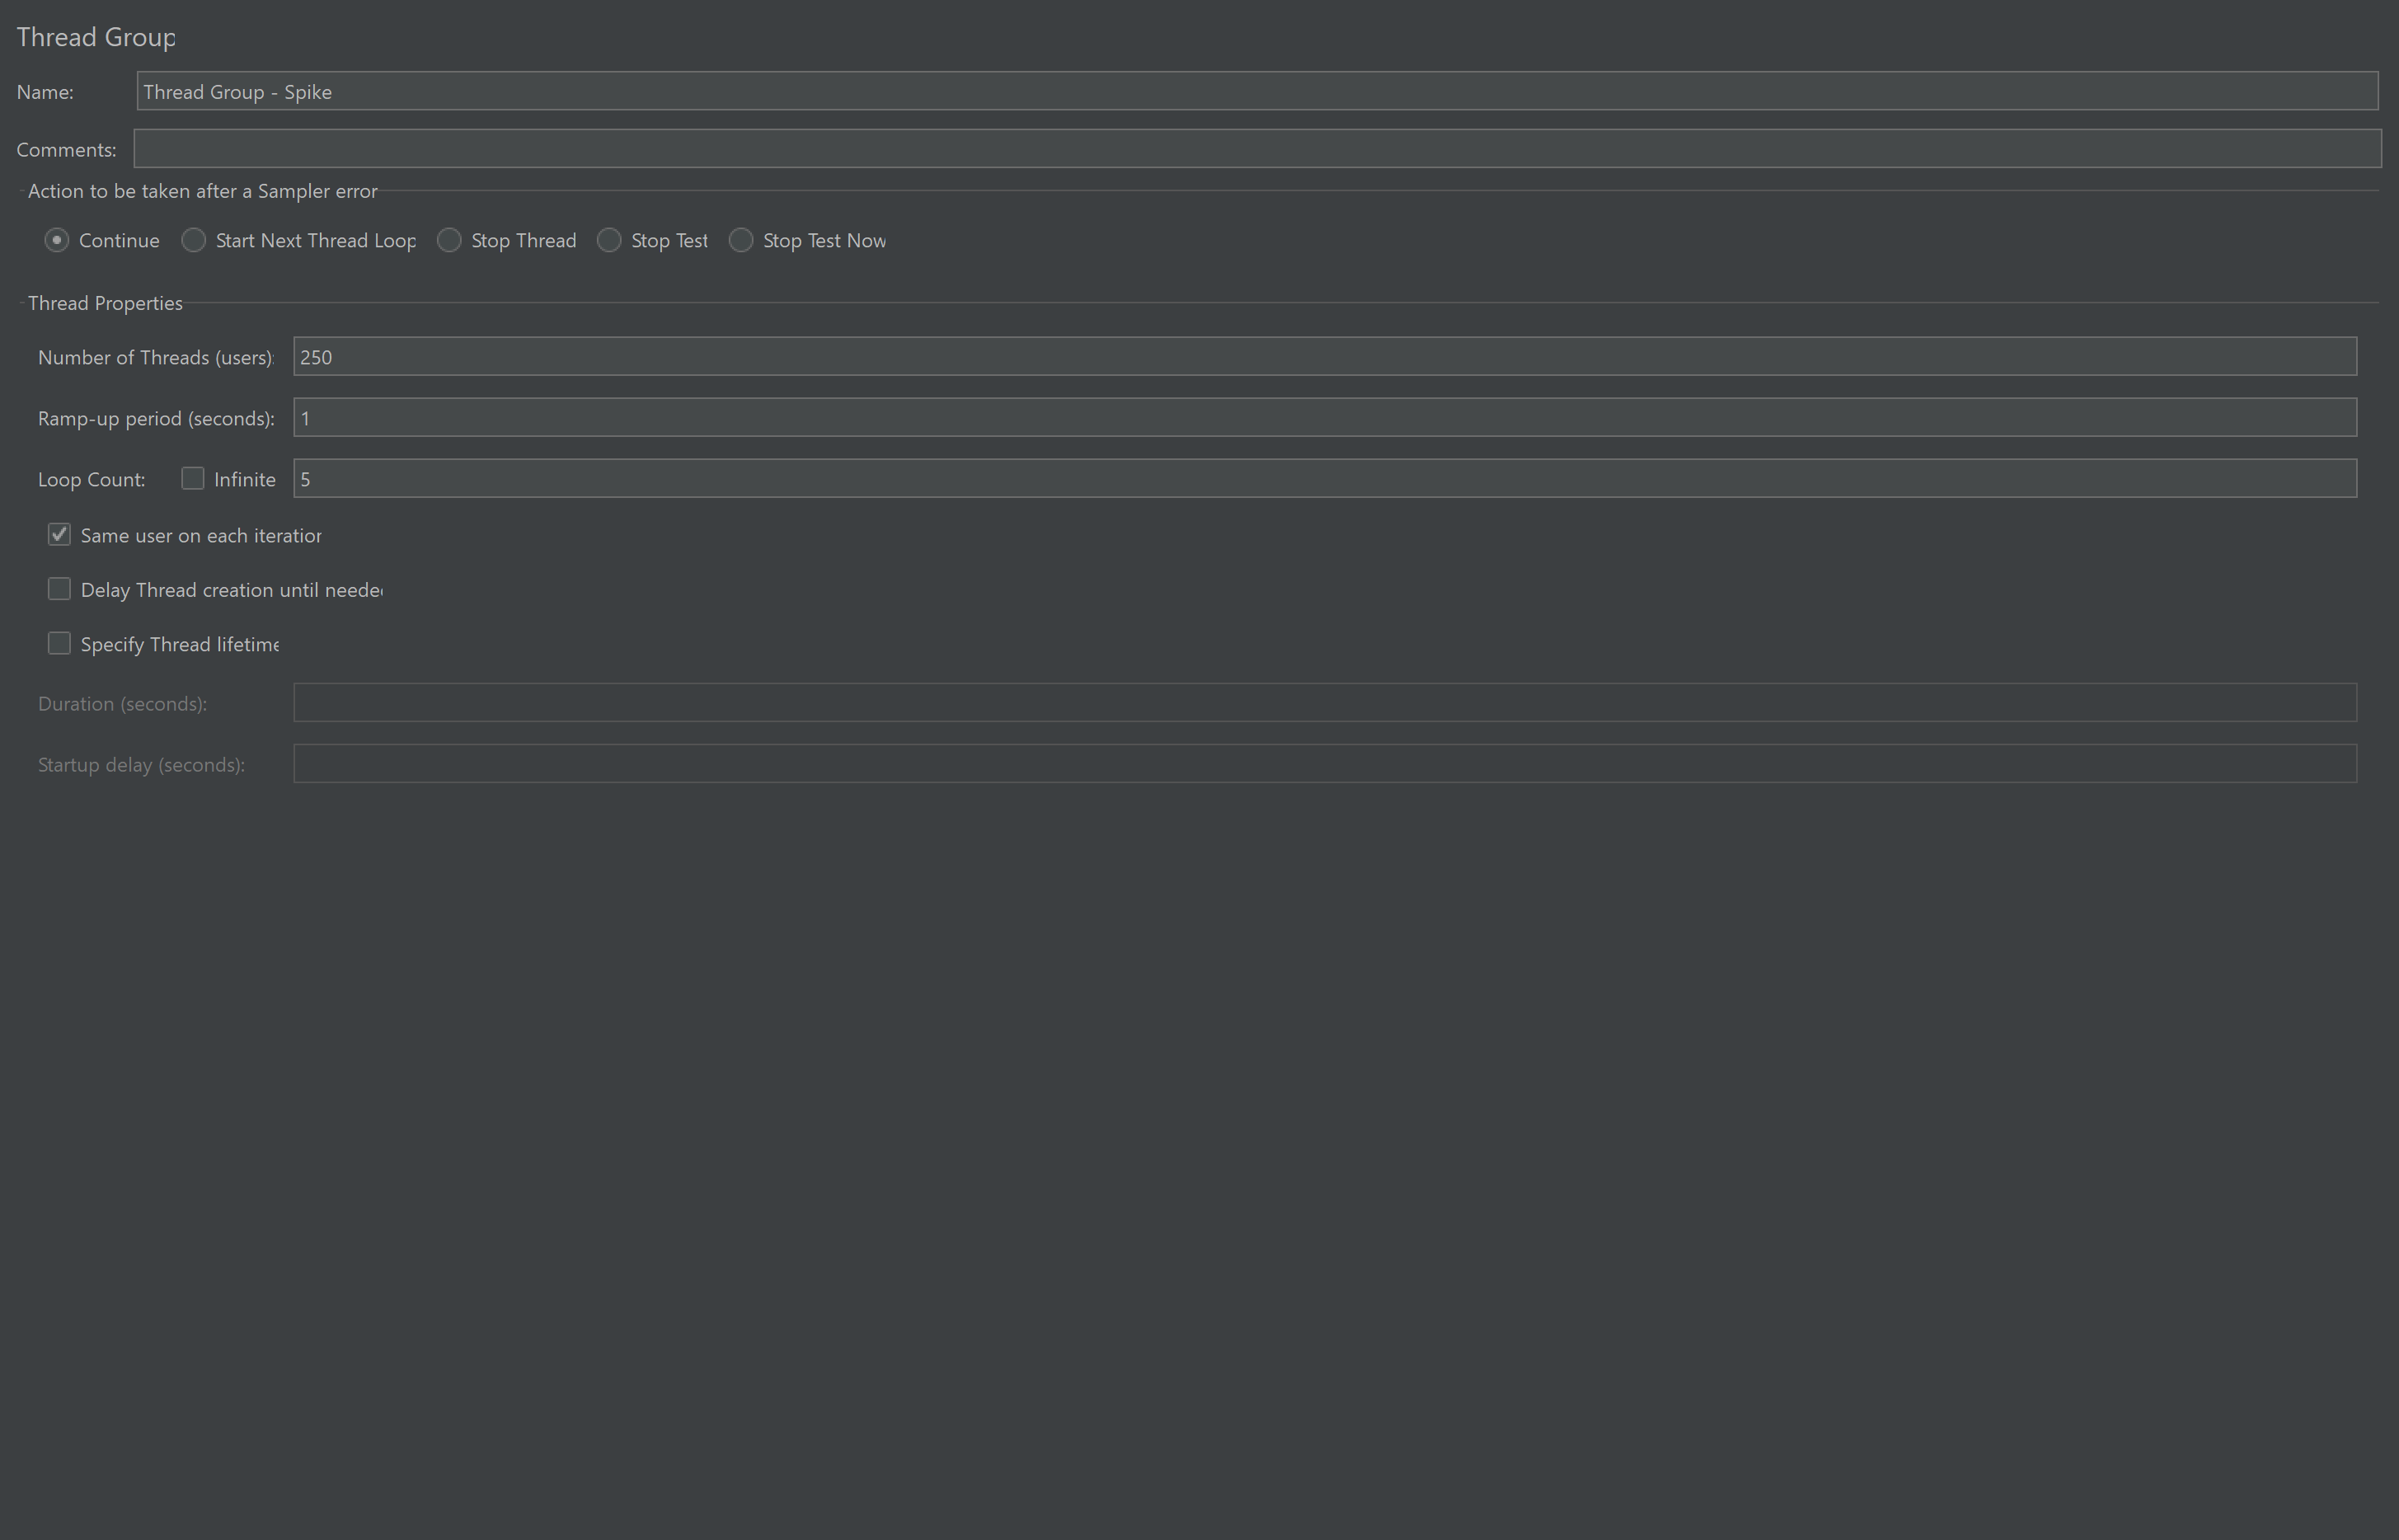 Thread Group
Name: Thread Group - Spike
Comments:
Action to be taken after a Sampler error
Continue Start Next Thread Loop Stop Thread Stop Test Stop Test Now
Thread Properties
Number of Threads (users): 250
Ramp-up period (seconds): 1
Loop Count: Infinite 5
Same user on each iteration
Delay Thread creation until needed
Specify Thread lifetime
Duration (seconds):
Startup delay (seconds):